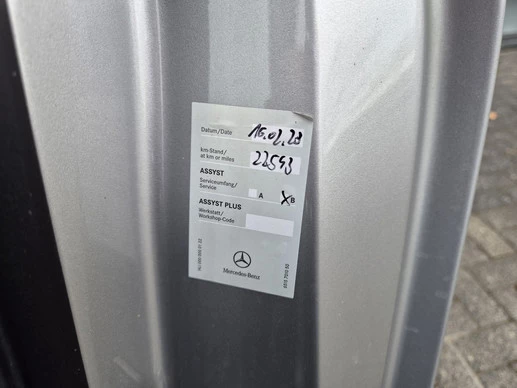 Datum/Date 16.02.23
km-Stand/
at km or miles 22593
ASSYST
Serviceumfang/
Service A X B
ASSYST PLUS
Werkstatt/
Workshop-Code
Mercedes-Benz